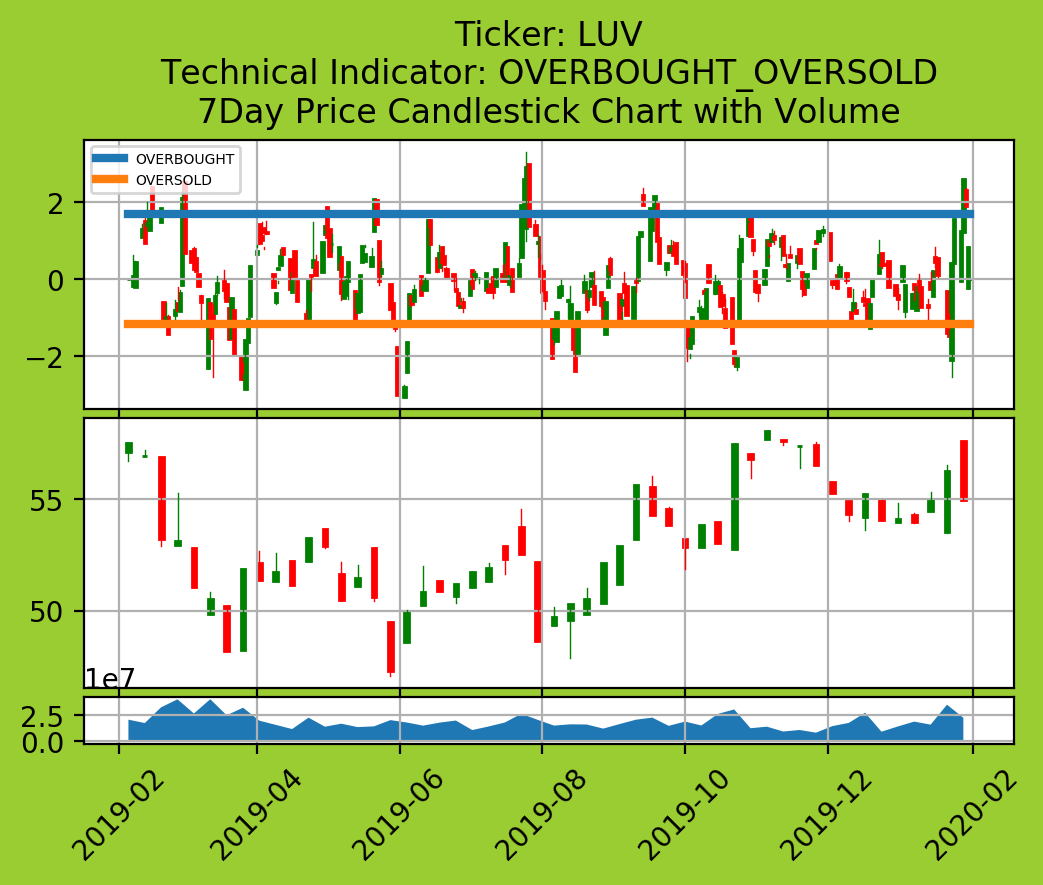 Ticker: LUV
Technical Indicator: OVERBOUGHT_OVERSOLD
7Day Price Candlestick Chart with Volume
OVERBOUGHT
OVERSOLD
2
0
−2
55
50
1e7
2.5
0.0
2019-02
2019-04
2019-06
2019-08
2019-10
2019-12
2020-02